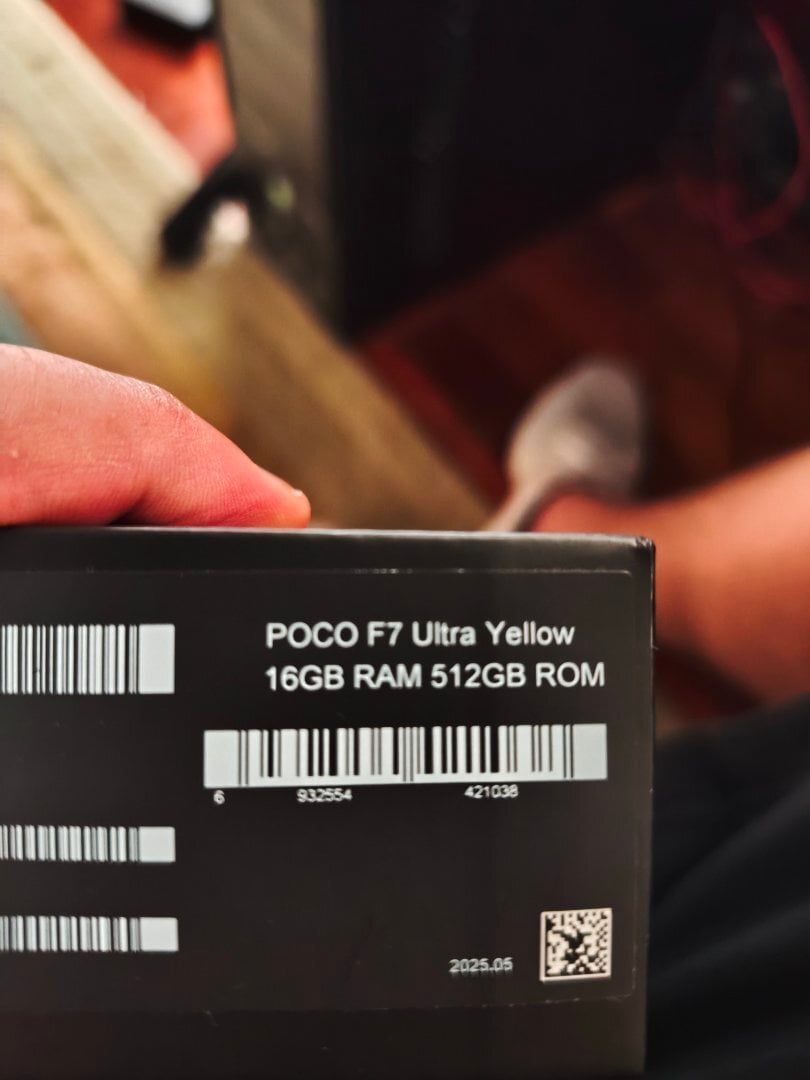 POCO F7 Ultra Yellow
16GB RAM 512GB ROM
6 932554 421038
2025.05